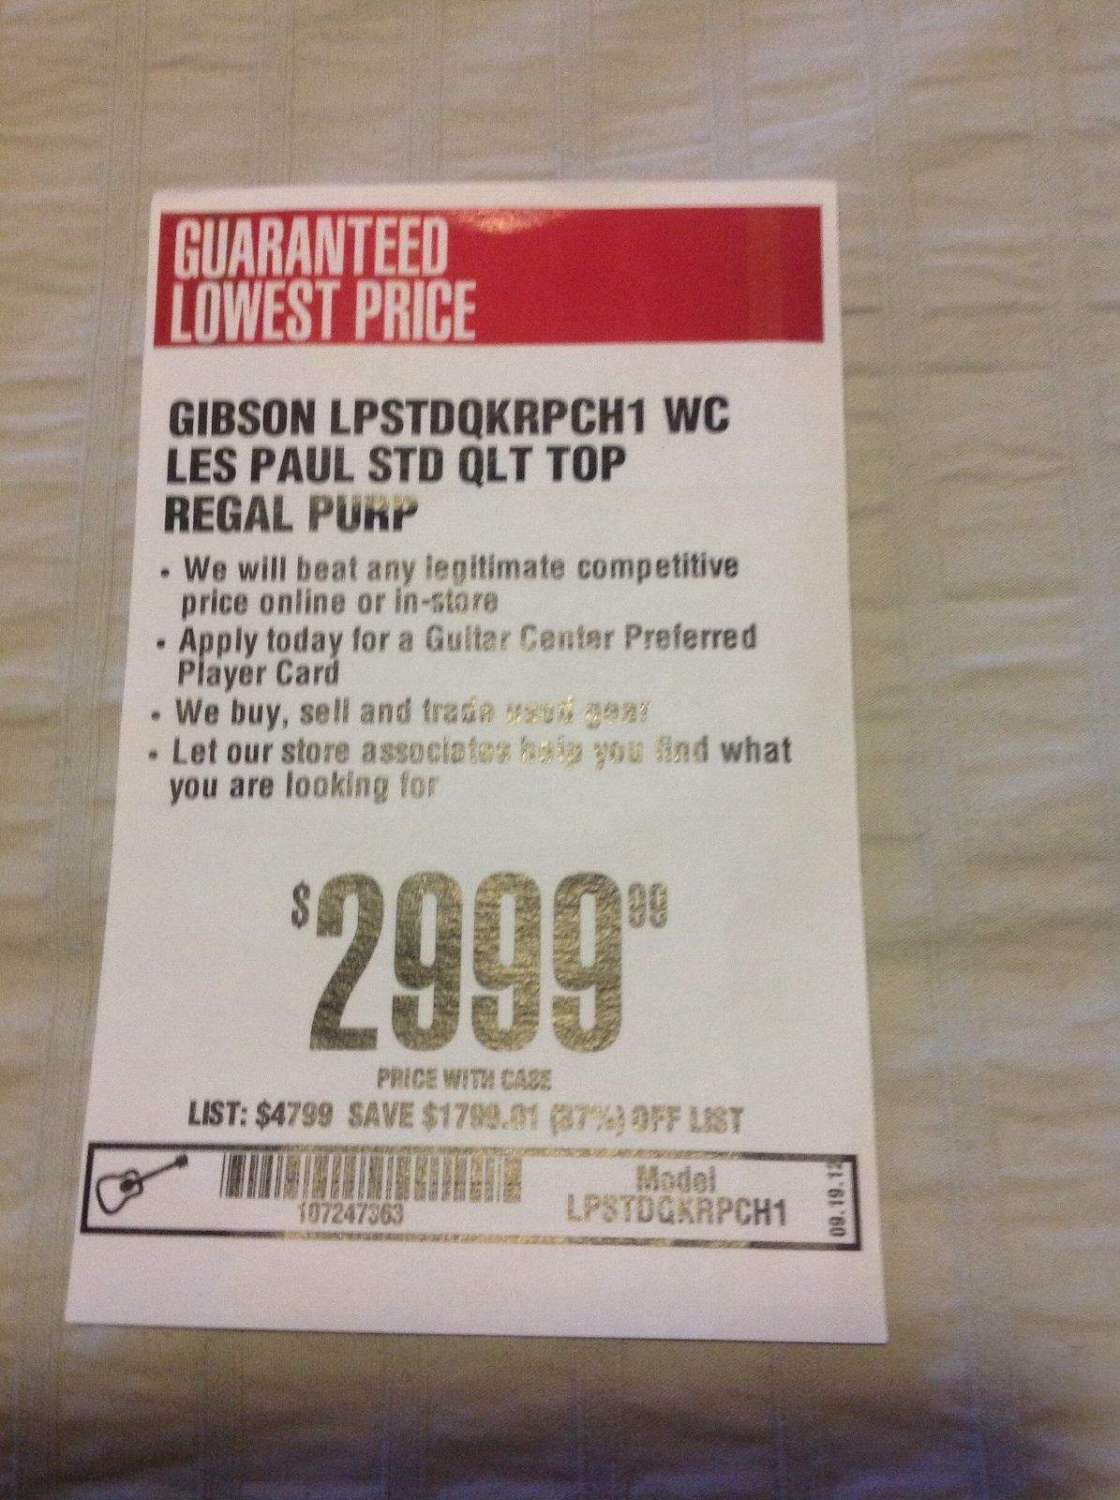 GUARANTEED
LOWEST PRICE
GIBSON LPSTDQKRPCH1 WC
LES PAUL STD QLT TOP
REGAL PURP
• We will beat any legitimate competitive
price online or in-store
• Apply today for a Guitar Center Preferred
Player Card
• We buy, sell and trade used gear
• Let our store associates help you find what
you are looking for
$2999.99
PRICE WITH CASE
LIST: $4799 SAVE $1799.01 (37%) OFF LIST
Model
107247363
LPSTDQKRPCH1
09.19.12